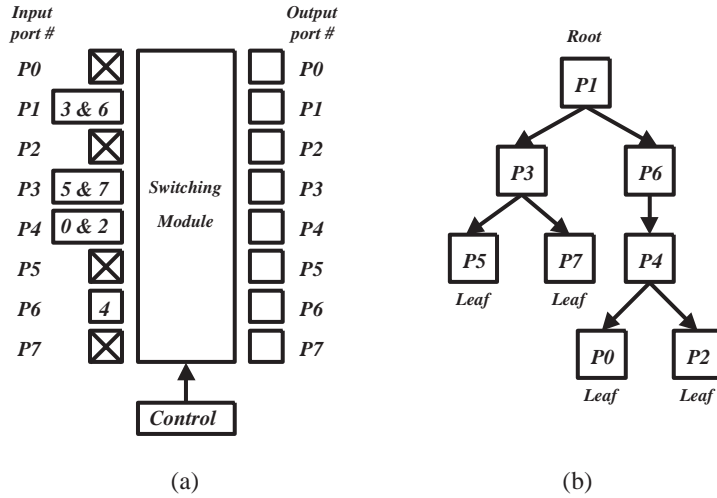 Input
port #
Output
port #
P0
P0
P1
3 & 6
P1
P2
P2
P3
5 & 7
Switching
Module
P3
P4
0 & 2
P4
P5
P5
P6
4
P6
P7
P7
Control
(a)
Root
P1
P3
P6
P5
P7
P4
Leaf
Leaf
P0
P2
Leaf
Leaf
(b)